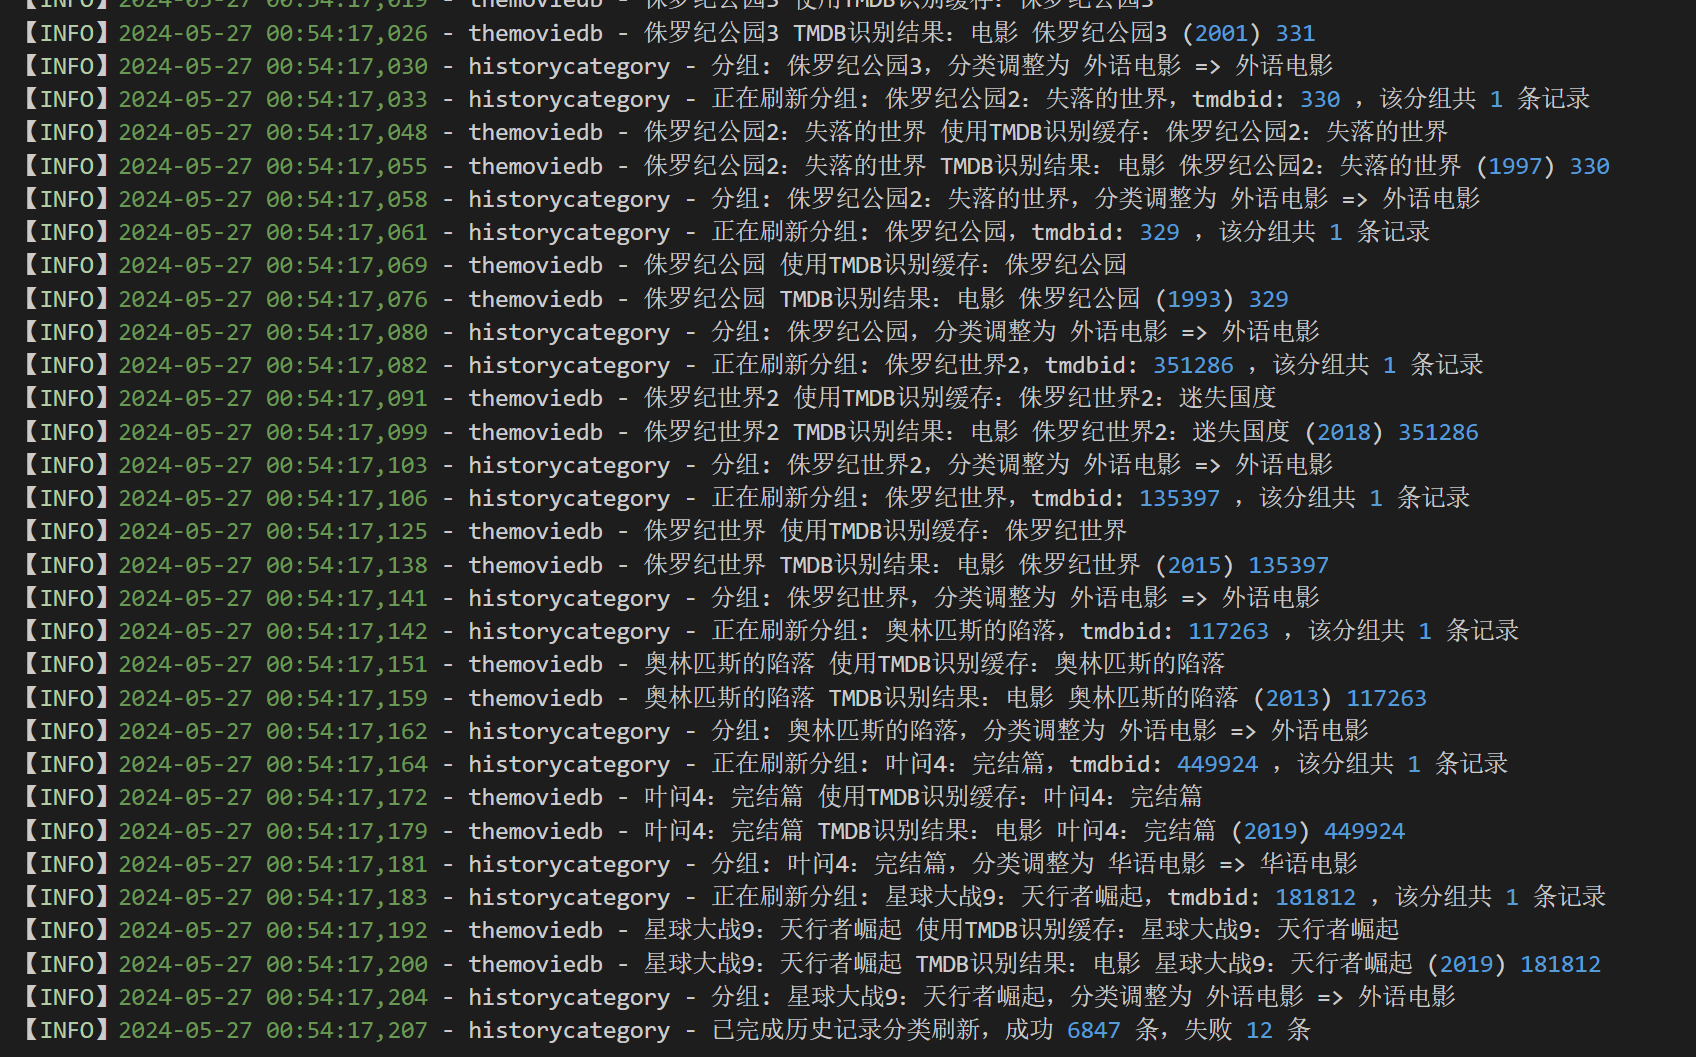 【INFO】2024-05-27 00:54:17,019 - themoviedb - 侏罗纪公园3 使用TMDB识别缓存：侏罗纪公园3
【INFO】2024-05-27 00:54:17,026 - themoviedb - 侏罗纪公园3 TMDB识别结果：电影 侏罗纪公园3 (2001) 331
【INFO】2024-05-27 00:54:17,030 - historycategory - 分组: 侏罗纪公园3，分类调整为 外语电影 => 外语电影
【INFO】2024-05-27 00:54:17,033 - historycategory - 正在刷新分组: 侏罗纪公园2：失落的世界，tmdbid: 330 ，该分组共 1 条记录
【INFO】2024-05-27 00:54:17,048 - themoviedb - 侏罗纪公园2：失落的世界 使用TMDB识别缓存：侏罗纪公园2：失落的世界
【INFO】2024-05-27 00:54:17,055 - themoviedb - 侏罗纪公园2：失落的世界 TMDB识别结果：电影 侏罗纪公园2：失落的世界 (1997) 330
【INFO】2024-05-27 00:54:17,058 - historycategory - 分组: 侏罗纪公园2：失落的世界，分类调整为 外语电影 => 外语电影
【INFO】2024-05-27 00:54:17,061 - historycategory - 正在刷新分组: 侏罗纪公园，tmdbid: 329 ，该分组共 1 条记录
【INFO】2024-05-27 00:54:17,069 - themoviedb - 侏罗纪公园 使用TMDB识别缓存：侏罗纪公园
【INFO】2024-05-27 00:54:17,076 - themoviedb - 侏罗纪公园 TMDB识别结果：电影 侏罗纪公园 (1993) 329
【INFO】2024-05-27 00:54:17,080 - historycategory - 分组: 侏罗纪公园，分类调整为 外语电影 => 外语电影
【INFO】2024-05-27 00:54:17,082 - historycategory - 正在刷新分组: 侏罗纪世界2，tmdbid: 351286 ，该分组共 1 条记录
【INFO】2024-05-27 00:54:17,091 - themoviedb - 侏罗纪世界2 使用TMDB识别缓存：侏罗纪世界2：迷失国度
【INFO】2024-05-27 00:54:17,099 - themoviedb - 侏罗纪世界2 TMDB识别结果：电影 侏罗纪世界2：迷失国度 (2018) 351286
【INFO】2024-05-27 00:54:17,103 - historycategory - 分组: 侏罗纪世界2，分类调整为 外语电影 => 外语电影
【INFO】2024-05-27 00:54:17,106 - historycategory - 正在刷新分组: 侏罗纪世界，tmdbid: 135397 ，该分组共 1 条记录
【INFO】2024-05-27 00:54:17,125 - themoviedb - 侏罗纪世界 使用TMDB识别缓存：侏罗纪世界
【INFO】2024-05-27 00:54:17,138 - themoviedb - 侏罗纪世界 TMDB识别结果：电影 侏罗纪世界 (2015) 135397
【INFO】2024-05-27 00:54:17,141 - historycategory - 分组: 侏罗纪世界，分类调整为 外语电影 => 外语电影
【INFO】2024-05-27 00:54:17,142 - historycategory - 正在刷新分组: 奥林匹斯的陷落，tmdbid: 117263 ，该分组共 1 条记录
【INFO】2024-05-27 00:54:17,151 - themoviedb - 奥林匹斯的陷落 使用TMDB识别缓存：奥林匹斯的陷落
【INFO】2024-05-27 00:54:17,159 - themoviedb - 奥林匹斯的陷落 TMDB识别结果：电影 奥林匹斯的陷落 (2013) 117263
【INFO】2024-05-27 00:54:17,162 - historycategory - 分组: 奥林匹斯的陷落，分类调整为 外语电影 => 外语电影
【INFO】2024-05-27 00:54:17,164 - historycategory - 正在刷新分组: 叶问4：完结篇，tmdbid: 449924 ，该分组共 1 条记录
【INFO】2024-05-27 00:54:17,172 - themoviedb - 叶问4：完结篇 使用TMDB识别缓存：叶问4：完结篇
【INFO】2024-05-27 00:54:17,179 - themoviedb - 叶问4：完结篇 TMDB识别结果：电影 叶问4：完结篇 (2019) 449924
【INFO】2024-05-27 00:54:17,181 - historycategory - 分组: 叶问4：完结篇，分类调整为 华语电影 => 华语电影
【INFO】2024-05-27 00:54:17,183 - historycategory - 正在刷新分组: 星球大战9：天行者崛起，tmdbid: 181812 ，该分组共 1 条记录
【INFO】2024-05-27 00:54:17,192 - themoviedb - 星球大战9：天行者崛起 使用TMDB识别缓存：星球大战9：天行者崛起
【INFO】2024-05-27 00:54:17,200 - themoviedb - 星球大战9：天行者崛起 TMDB识别结果：电影 星球大战9：天行者崛起 (2019) 181812
【INFO】2024-05-27 00:54:17,204 - historycategory - 分组: 星球大战9：天行者崛起，分类调整为 外语电影 => 外语电影
【INFO】2024-05-27 00:54:17,207 - historycategory - 已完成历史记录分类刷新，成功 6847 条，失败 12 条